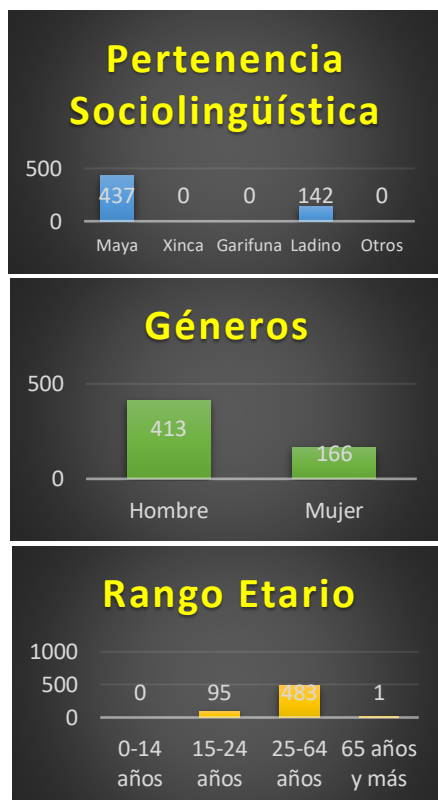 Pertenencia
Sociolingüística
500
437 0 0 142 0
0
Maya Xinca Garifuna Ladino Otros
Géneros
500
413
166
0
Hombre Mujer
Rango Etario
1000
500
0 95 483 1
0
0-14 15-24 25-64 65 años
años años años y más